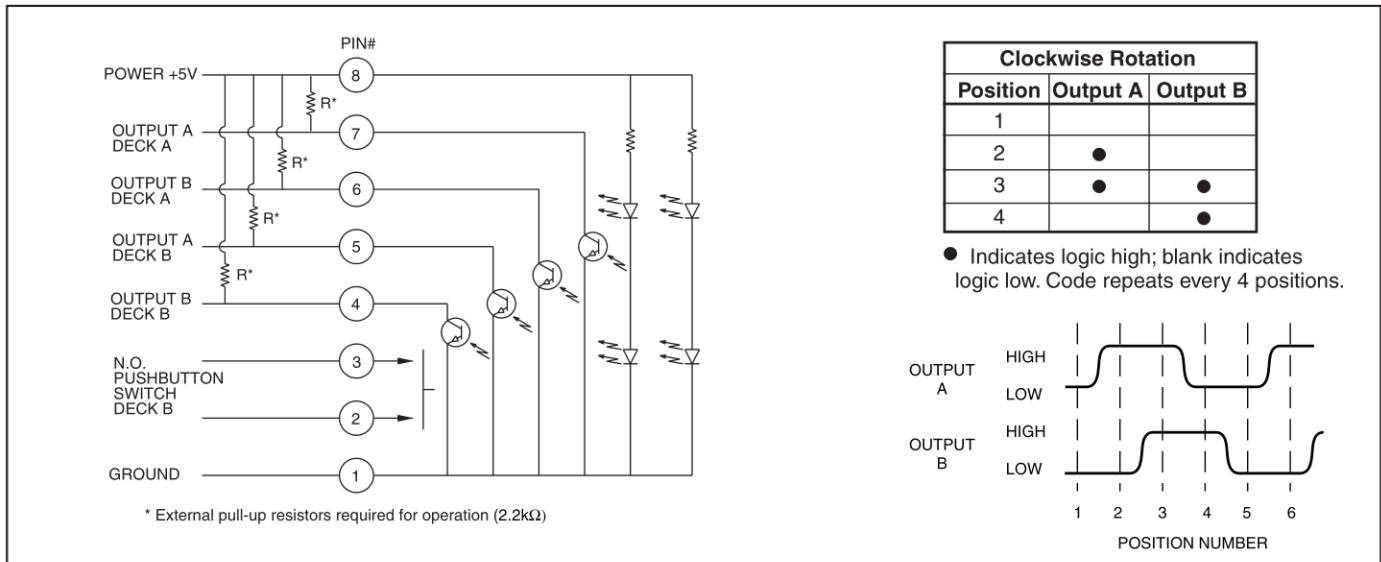 PIN#
POWER +5V
8
R*
OUTPUT A
DECK A
7
R*
OUTPUT B
DECK A
6
R*
OUTPUT A
DECK B
5
R*
OUTPUT B
DECK B
4
N.O.
PUSHBUTTON
SWITCH
DECK B
3
2
GROUND
1
* External pull-up resistors required for operation (2.2kΩ)
Clockwise Rotation
Position Output A Output B
1
2 ●
3 ● ●
4 ●
● Indicates logic high; blank indicates
logic low. Code repeats every 4 positions.
OUTPUT
A
HIGH
LOW
OUTPUT
B
HIGH
LOW
1 2 3 4 5 6
POSITION NUMBER